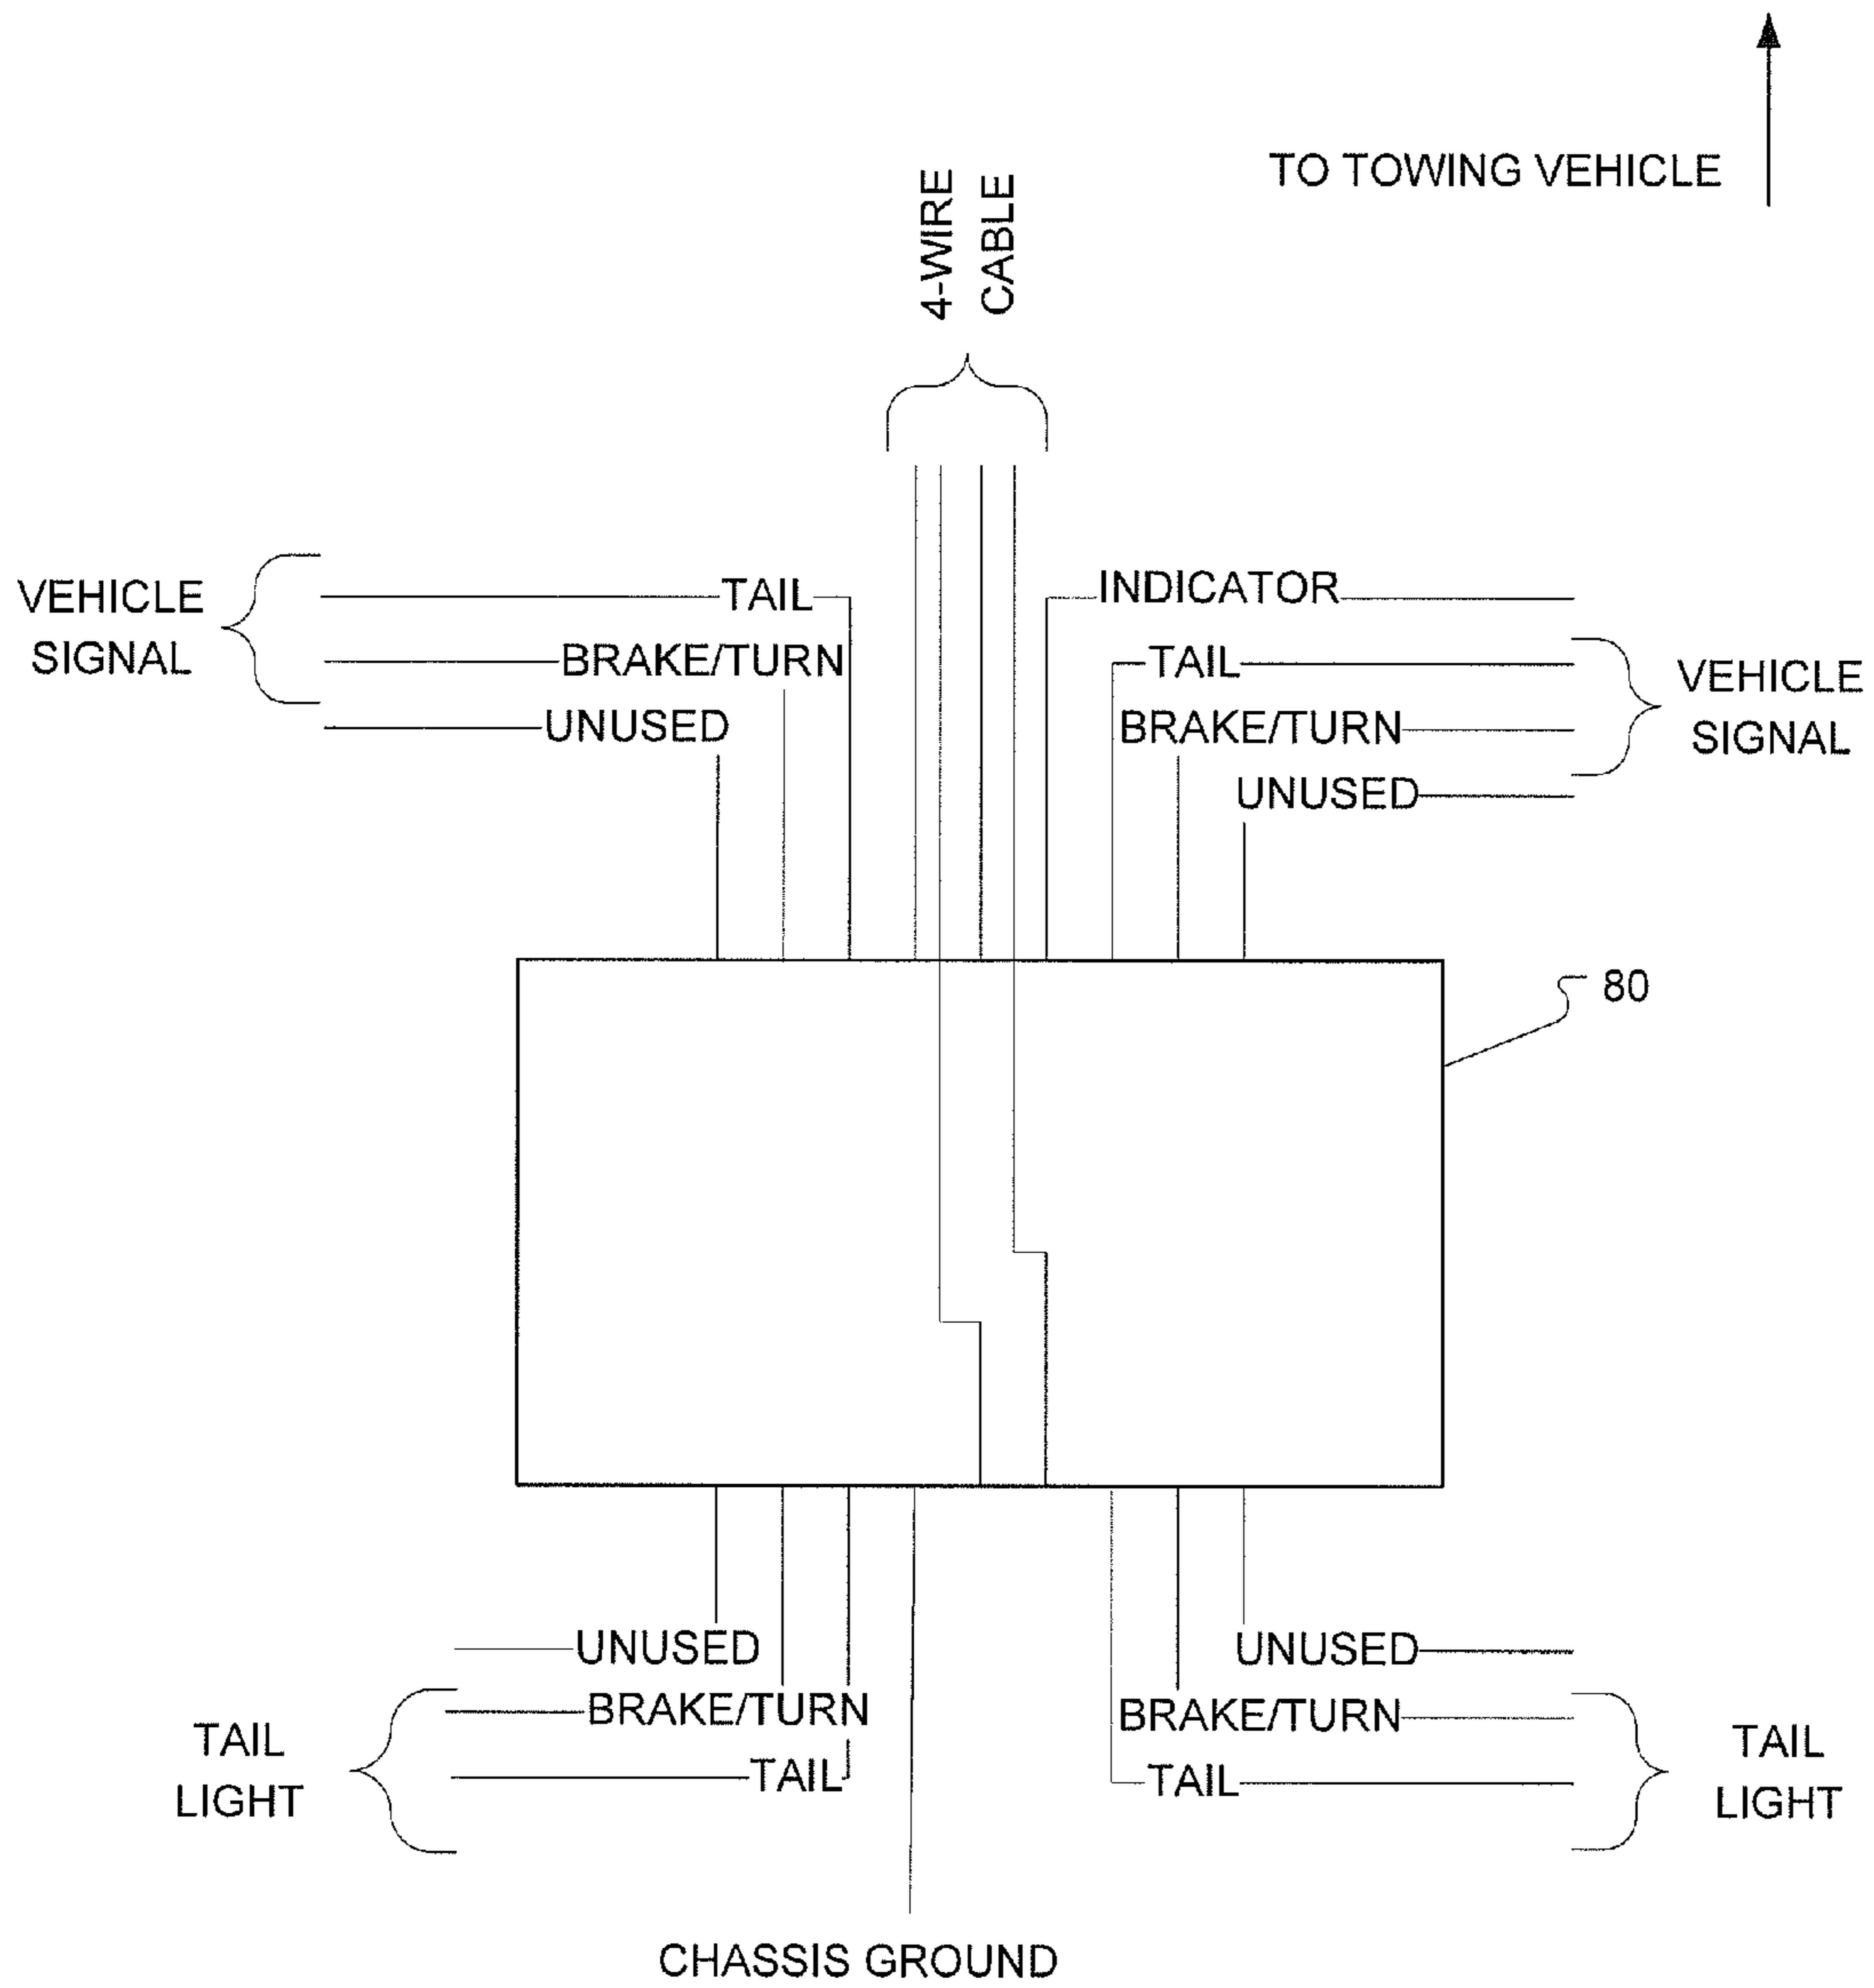 TO TOWING VEHICLE
4-WIRE
CABLE
VEHICLE
SIGNAL
TAIL
BRAKE/TURN
UNUSED
INDICATOR
TAIL
BRAKE/TURN
UNUSED
VEHICLE
SIGNAL
80
UNUSED
BRAKE/TURN
TAIL
TAIL
LIGHT
UNUSED
BRAKE/TURN
TAIL
TAIL
LIGHT
CHASSIS GROUND